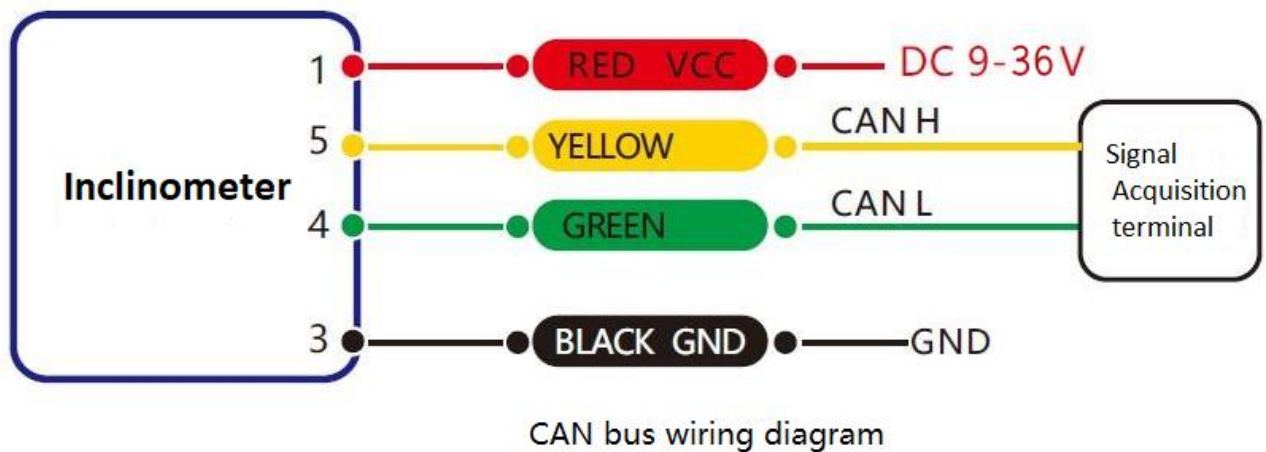 1 RED VCC DC 9-36V
5 YELLOW CAN H
4 GREEN CAN L
3 BLACK GND GND
Inclinometer
Signal
Acquisition
terminal
CAN bus wiring diagram